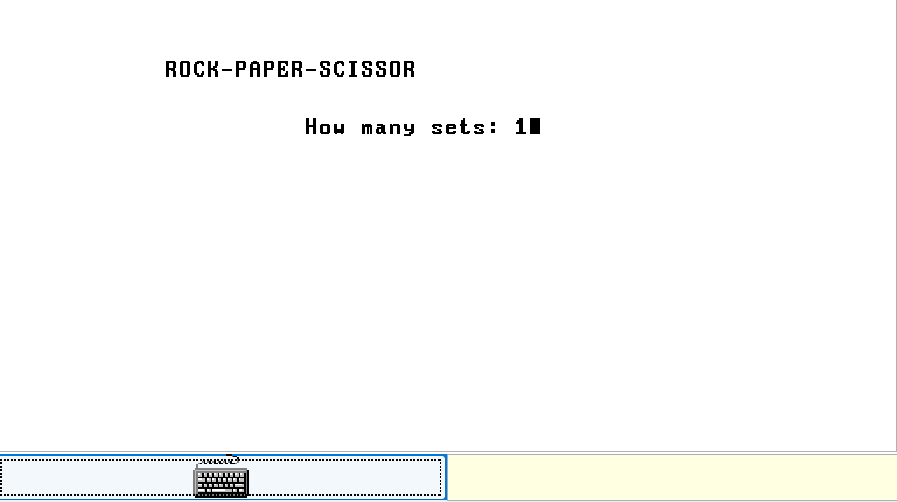 ROCK-PAPER-SCISSOR
How many sets: 1